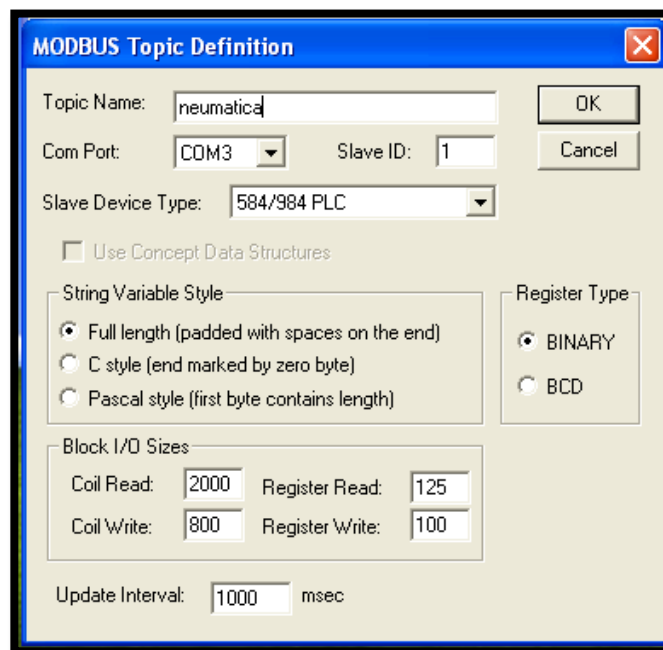 MODBUS Topic Definition
Topic Name: neumatica OK
Com Port: COM3 Slave ID: 1 Cancel
Slave Device Type: 584/984 PLC
Use Concept Data Structures
String Variable Style
Full length (padded with spaces on the end)
C style (end marked by zero byte)
Pascal style (first byte contains length)
Register Type
BINARY
BCD
Block I/O Sizes
Coil Read: 2000 Register Read: 125
Coil Write: 800 Register Write: 100
Update Interval: 1000 msec